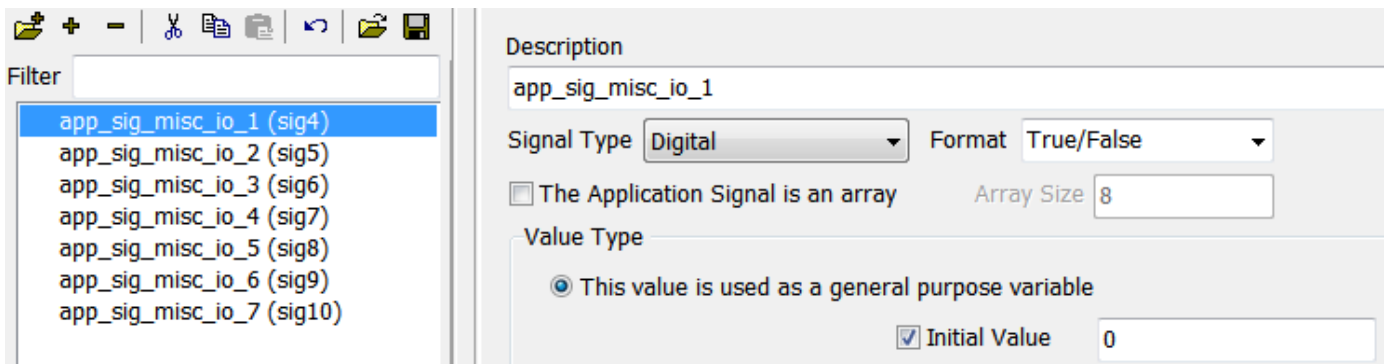 Filter
app_sig_misc_io_1 (sig4)
app_sig_misc_io_2 (sig5)
app_sig_misc_io_3 (sig6)
app_sig_misc_io_4 (sig7)
app_sig_misc_io_5 (sig8)
app_sig_misc_io_6 (sig9)
app_sig_misc_io_7 (sig10)
Description
app_sig_misc_io_1
Signal Type Digital Format True/False
The Application Signal is an array Array Size 8
Value Type
This value is used as a general purpose variable
Initial Value 0